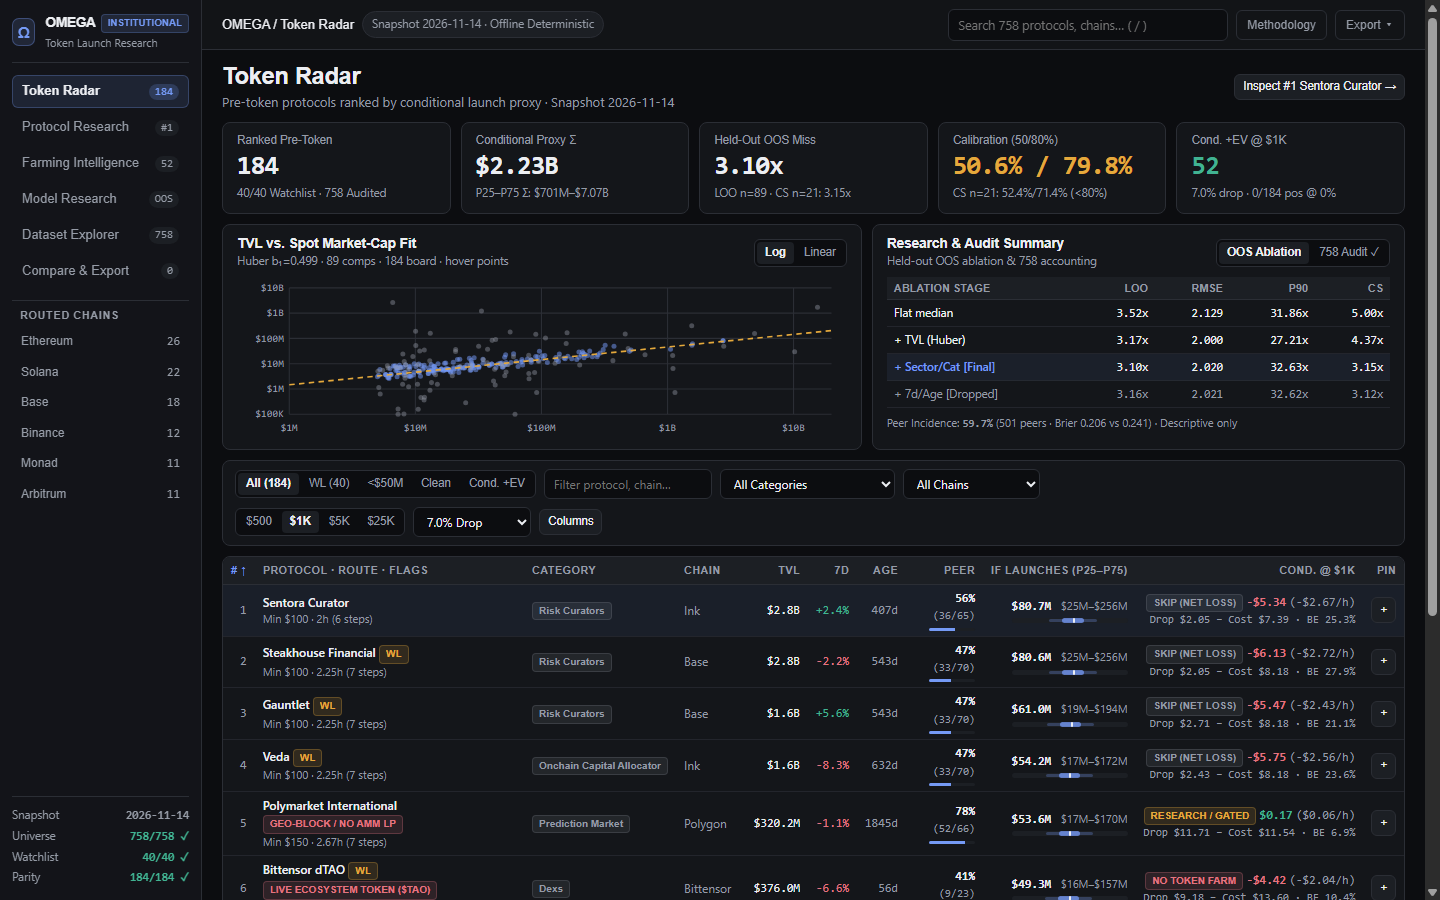 Ω
OMEGA INSTITUTIONAL
Token Launch Research
Token Radar 184
Protocol Research #1
Farming Intelligence 52
Model Research OOS
Dataset Explorer 758
Compare & Export 0
ROUTED CHAINS
Ethereum 26
Solana 22
Base 18
Binance 12
Monad 11
Arbitrum 11
Snapshot 2026-11-14
Universe 758/758 ✓
Watchlist 40/40 ✓
Parity 184/184 ✓
OMEGA / Token Radar Snapshot 2026-11-14 · Offline Deterministic
Search 758 protocols, chains... ( / )
Methodology
Export ▾
Token Radar
Pre-token protocols ranked by conditional launch proxy · Snapshot 2026-11-14
Inspect #1 Sentora Curator →
Ranked Pre-Token
184
40/40 Watchlist · 758 Audited
Conditional Proxy Σ
$2.23B
P25–P75 Σ: $701M–$7.07B
Held-Out OOS Miss
3.10x
LOO n=89 · CS n=21: 3.15x
Calibration (50/80%)
50.6% / 79.8%
CS n=21: 52.4%/71.4% (<80%)
Cond. +EV @ $1K
52
7.0% drop · 0/184 pos @ 0%
TVL vs. Spot Market-Cap Fit
Huber b₁=0.499 · 89 comps · 184 board · hover points
Log Linear
$10B
$1B
$100M
$10M
$1M
$100K
$1M $10M $100M $1B $10B
Research & Audit Summary
Held-out OOS ablation & 758 accounting
OOS Ablation 758 Audit ✓
ABLATION STAGE LOO RMSE P90 CS
Flat median 3.52x 2.129 31.86x 5.00x
+ TVL (Huber) 3.17x 2.000 27.21x 4.37x
+ Sector/Cat [Final] 3.10x 2.020 32.63x 3.15x
+ 7d/Age [Dropped] 3.16x 2.021 32.62x 3.12x
Peer Incidence: 59.7% (501 peers · Brier 0.206 vs 0.241) · Descriptive only
All (184) WL (40) <$50M Clean Cond. +EV
Filter protocol, chain...
All Categories
All Chains
$500 $1K $5K $25K
7.0% Drop
Columns
# ↑ PROTOCOL · ROUTE · FLAGS CATEGORY CHAIN TVL 7D AGE PEER IF LAUNCHES (P25–P75) COND. @ $1K PIN
1 Sentora Curator Risk Curators Ink $2.8B +2.4% 407d 56% (36/65) $80.7M $25M–$256M SKIP (NET LOSS) -$5.34 (-$2.67/h) +
Min $100 · 2h (6 steps) Drop $2.05 − Cost $7.39 · BE 25.3%
2 Steakhouse Financial WL Risk Curators Base $2.8B -2.2% 543d 47% (33/70) $80.6M $25M–$256M SKIP (NET LOSS) -$6.13 (-$2.72/h) +
Min $100 · 2.25h (7 steps) Drop $2.05 − Cost $8.18 · BE 27.9%
3 Gauntlet WL Risk Curators Base $1.6B +5.6% 543d 47% (33/70) $61.0M $19M–$194M SKIP (NET LOSS) -$5.47 (-$2.43/h) +
Min $100 · 2.25h (7 steps) Drop $2.71 − Cost $8.18 · BE 21.1%
4 Veda WL Onchain Capital Allocator Ink $1.6B -8.3% 632d 47% (33/70) $54.2M $17M–$172M SKIP (NET LOSS) -$5.75 (-$2.56/h) +
Min $100 · 2.25h (7 steps) Drop $2.43 − Cost $8.18 · BE 23.6%
5 Polymarket International Prediction Market Polygon $320.2M -1.1% 1845d 78% (52/66) $53.6M $17M–$170M RESEARCH / GATED $0.17 ($0.06/h) +
GEO-BLOCK / NO AMM LP
Min $150 · 2.67h (7 steps) Drop $11.71 − Cost $11.54 · BE 6.9%
6 Bittensor dTAO WL Dexs Bittensor $376.0M -6.6% 56d 41% (9/23) $49.3M $16M–$157M NO TOKEN FARM -$4.42 (-$2.04/h) +
LIVE ECOSYSTEM TOKEN ($TAO) Drop $9.18 − Cost $13.60 · BE 10.4%